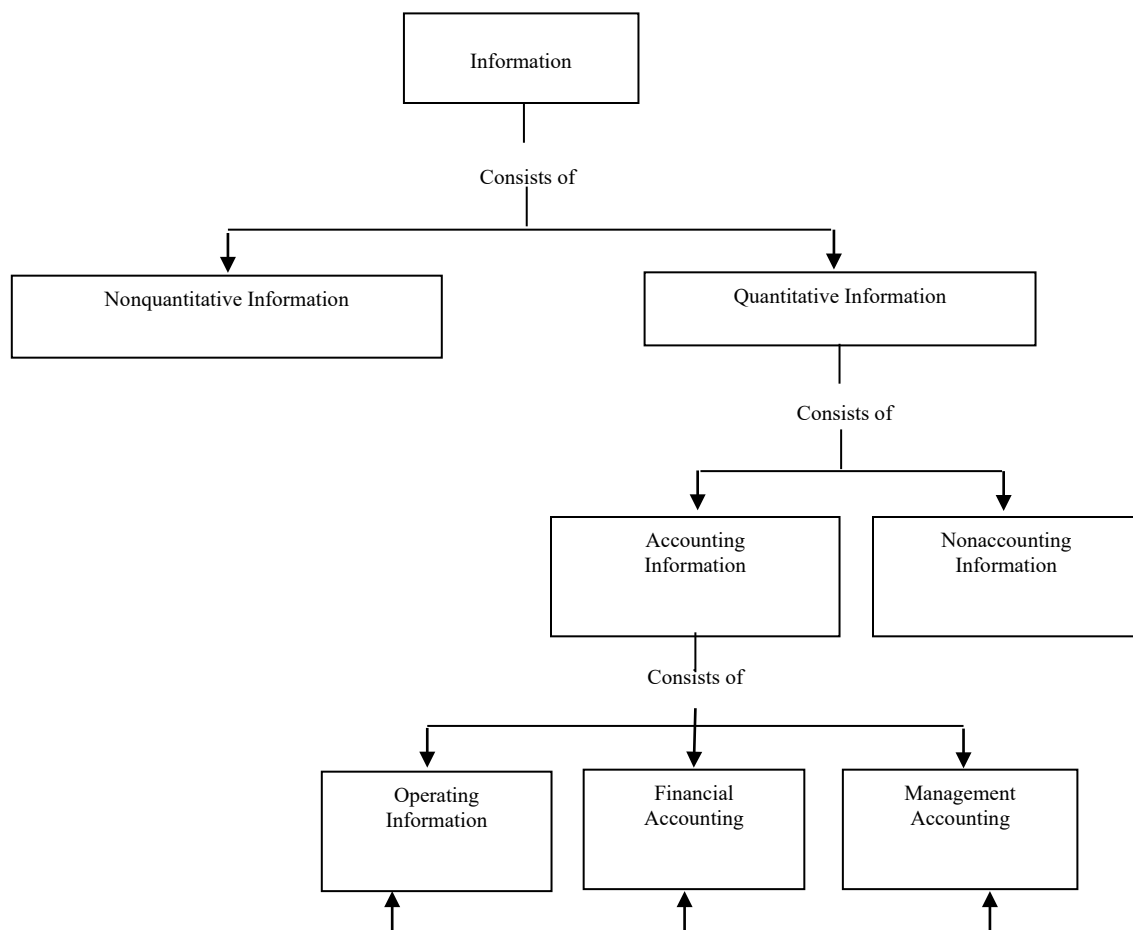 Information
Consists of
Nonquantitative Information
Quantitative Information
Consists of
Accounting
Information
Nonaccounting
Information
Consists of
Operating
Information
Financial
Accounting
Management
Accounting